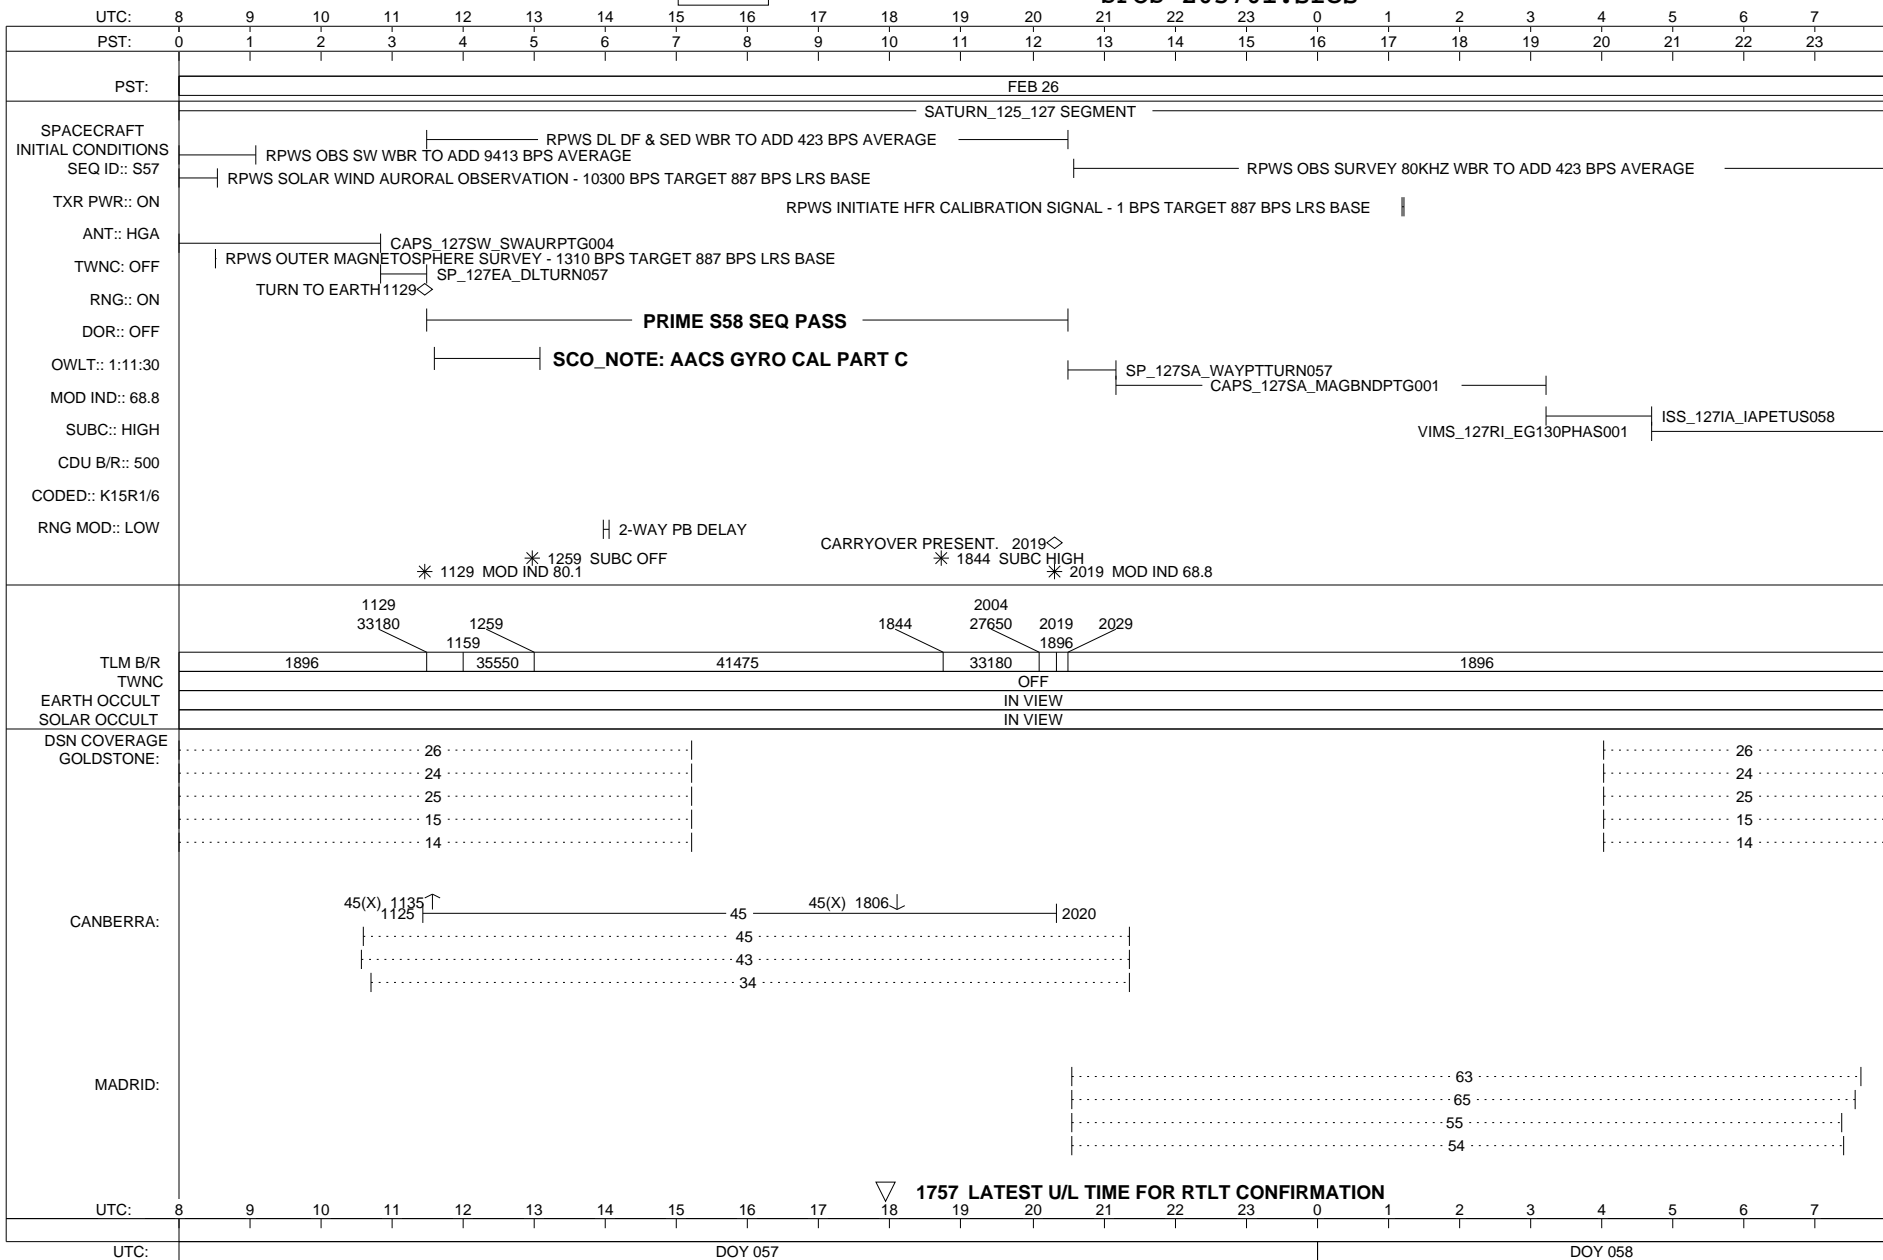 UTC: 8 9 10 11 12 13 14 15 16 17 18 19 20 21 22 23 0 1 2 3 4 5 6 7
PST: 0 1 2 3 4 5 6 7 8 9 10 11 12 13 14 15 16 17 18 19 20 21 22 23
PST: FEB 26
SATURN_125_127 SEGMENT
SPACECRAFT
INITIAL CONDITIONS
SEQ ID:: S57
TXR PWR:: ON
ANT:: HGA
TWNC: OFF
RNG:: ON
DOR:: OFF
OWLT:: 1:11:30
MOD IND:: 68.8
SUBC:: HIGH
CDU B/R:: 500
CODED:: K15R1/6
RNG MOD:: LOW
RPWS DL DF & SED WBR TO ADD 423 BPS AVERAGE
RPWS OBS SW WBR TO ADD 9413 BPS AVERAGE
RPWS OBS SURVEY 80KHZ WBR TO ADD 423 BPS AVERAGE
RPWS SOLAR WIND AURORAL OBSERVATION - 10300 BPS TARGET 887 BPS LRS BASE
RPWS INITIATE HFR CALIBRATION SIGNAL - 1 BPS TARGET 887 BPS LRS BASE
CAPS_127SW_SWAURPTG004
RPWS OUTER MAGNETOSPHERE SURVEY - 1310 BPS TARGET 887 BPS LRS BASE
SP_127EA_DLTURN057
TURN TO EARTH 1129
PRIME S58 SEQ PASS
SCO_NOTE: AACS GYRO CAL PART C
SP_127SA_WAYPTTURN057
CAPS_127SA_MAGBNDPTG001
ISS_127IA_IAPETUS058
VIMS_127RI_EG130PHAS001
2-WAY PB DELAY
CARRYOVER PRESENT. 2019
1259 SUBC OFF
1844 SUBC HIGH
1129 MOD IND 80.1
2019 MOD IND 68.8
1129 2004
33180 1259 1844 27650 2019 2029
1159 1896
TLM B/R 1896 35550 41475 33180 1896
TWNC OFF
EARTH OCCULT IN VIEW
SOLAR OCCULT IN VIEW
DSN COVERAGE
GOLDSTONE:
26 26
24 24
25 25
15 15
14 14
CANBERRA:
45(X) 1135 45(X) 1806
1125 45 2020
45
43
34
MADRID:
63
65
55
54
1757 LATEST U/L TIME FOR RTLT CONFIRMATION
UTC: 8 9 10 11 12 13 14 15 16 17 18 19 20 21 22 23 0 1 2 3 4 5 6 7
UTC: DOY 057 DOY 058